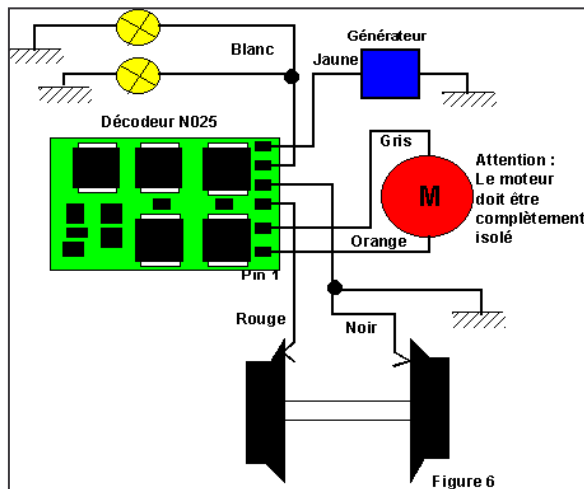 Blanc
Générateur
Jaune
Décodeur N025
Gris
Attention :
Le moteur
doit être
complètement
isolé
M
Orange
Pin 1
Rouge
Noir
Figure 6